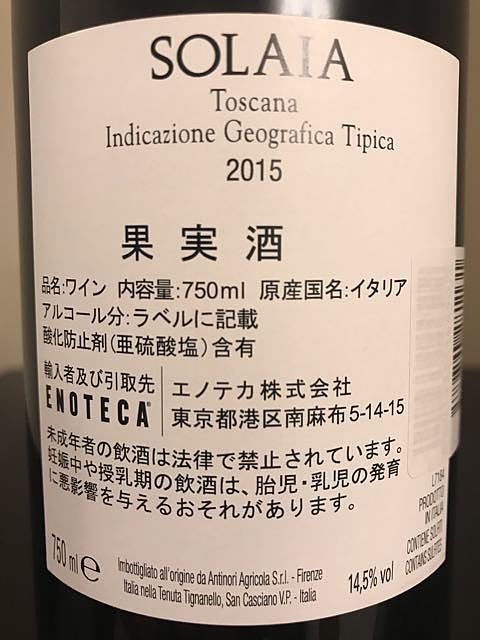 SOLAIA
Toscana
Indicazione Geografica Tipica
2015
果実酒
品名:ワイン 内容量:750ml 原産国名:イタリア
アルコール分:ラベルに記載
酸化防止剤(亜硫酸塩)含有
輸入者及び引取先
ENOTECA
エノテカ株式会社
東京都港区南麻布5-14-15
未成年者の飲酒は法律で禁止されています。
妊娠中や授乳期の飲酒は、胎児・乳児の発育
に悪影響を与えるおそれがあります。
L7184
PRODOTTO
IN ITALIA
CONTIENE SOLFITI
CONTAINS SULFITES
750 ml e
Imbottigliato all'origine da Antinori Agricola S.r.l. - Firenze
Italia nella Tenuta Tignanello, San Casciano V.P. - Italia
14,5% vol